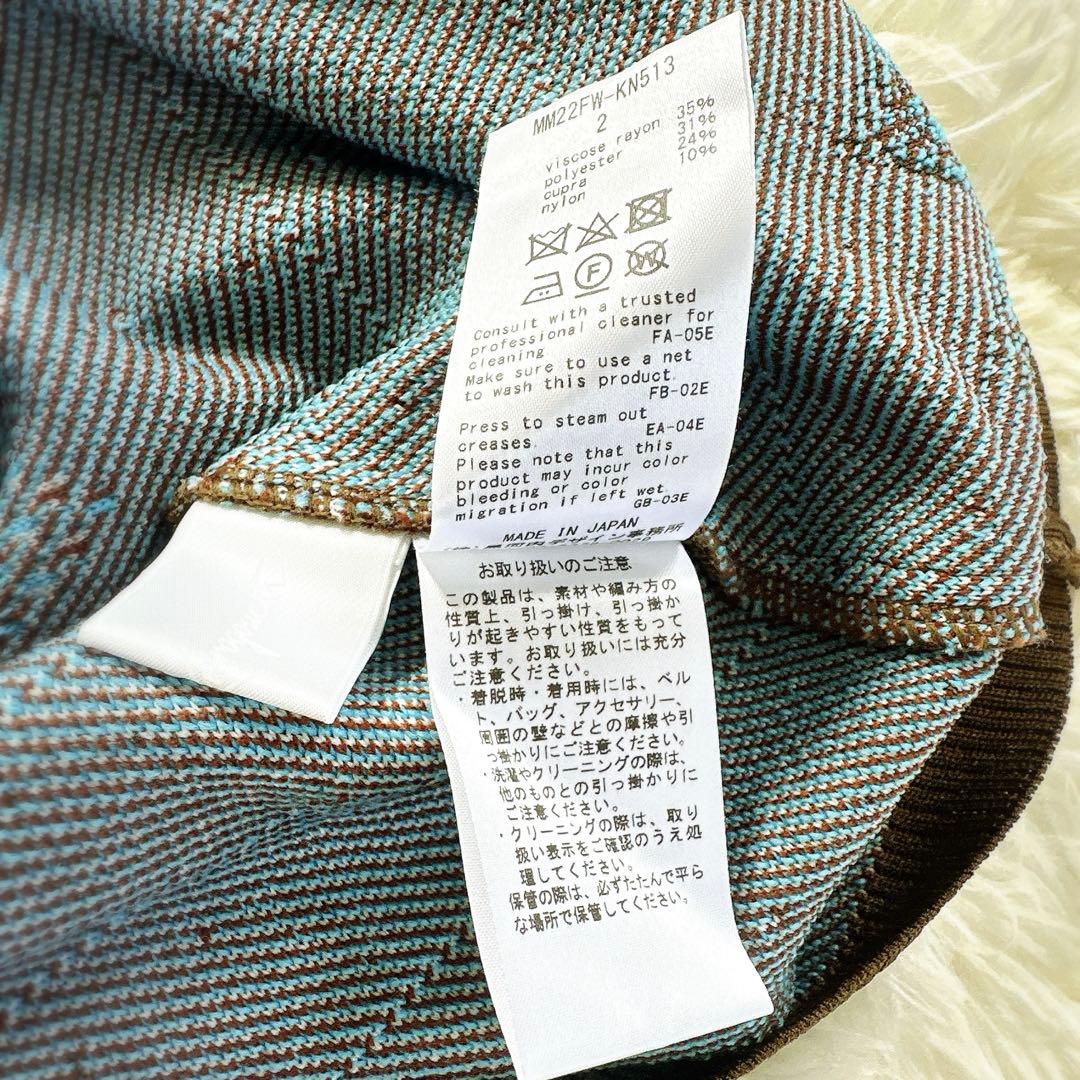 MM22FW-KN513
2
viscose rayon 35%
polyester 31%
cupra 24%
nylon 10%
F
W
Consult with a trusted
professional cleaner for
cleaning. FA-05E
Make sure to use a net
to wash this product.
FB-02E
Press to steam out
creases. EA-04E
Please note that this
product may incur color
bleeding or color
migration if left wet.
GB-03E
MADE IN JAPAN
デザイン事務所
お取り扱いのご注意
この製品は、素材や編み方の
性質上、引っ掛け、引っ掛か
りが起きやすい性質をもって
います。お取り扱いには充分
ご注意ください。
・着脱時・着用時には、ベル
ト、バッグ、アクセサリー、
周囲の壁などとの摩擦や引
っ掛かりにご注意ください。
・洗濯やクリーニングの際は、
他のものとの引っ掛かりに
ご注意ください。
・クリーニングの際は、取り
扱い表示をご確認のうえ処
理してください。
保管の際は、必ずたたんで平ら
な場所で保管してください。